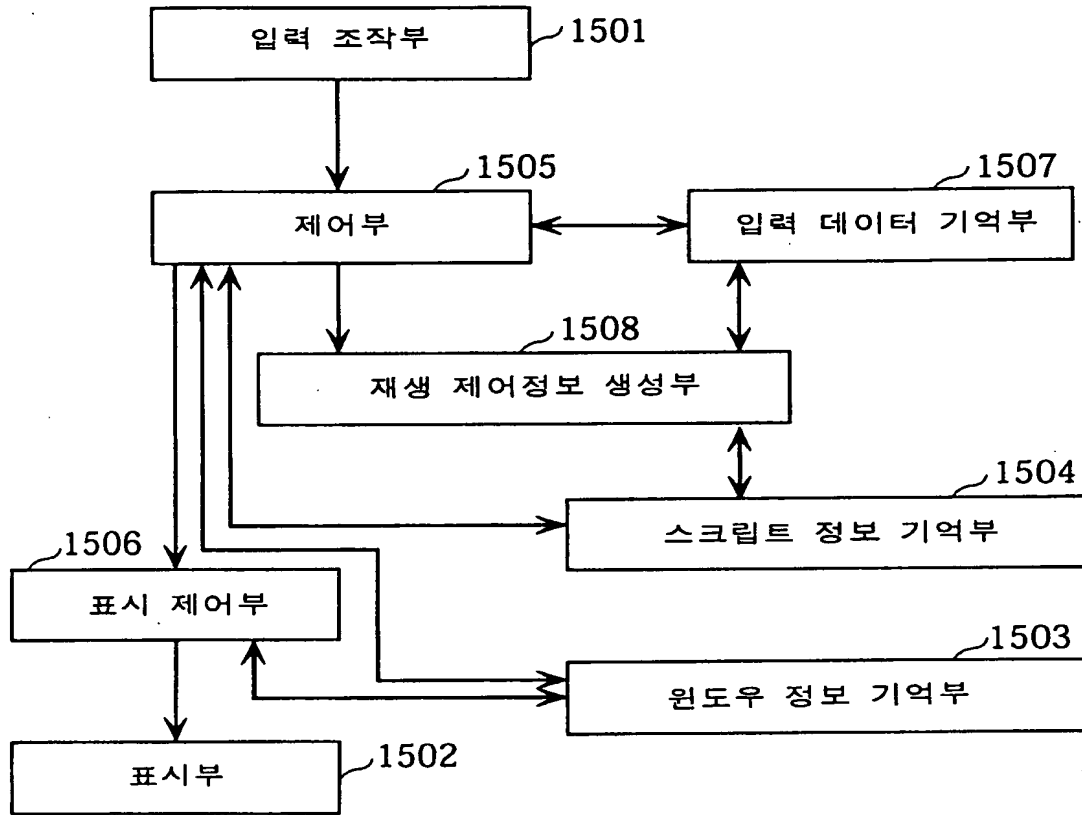 입력 조작부
1501
1505
제어부
1507
입력 데이터 기억부
1508
재생 제어정보 생성부
1504
스크립트 정보 기억부
1506
표시 제어부
1503
윈도우 정보 기억부
표시부
1502